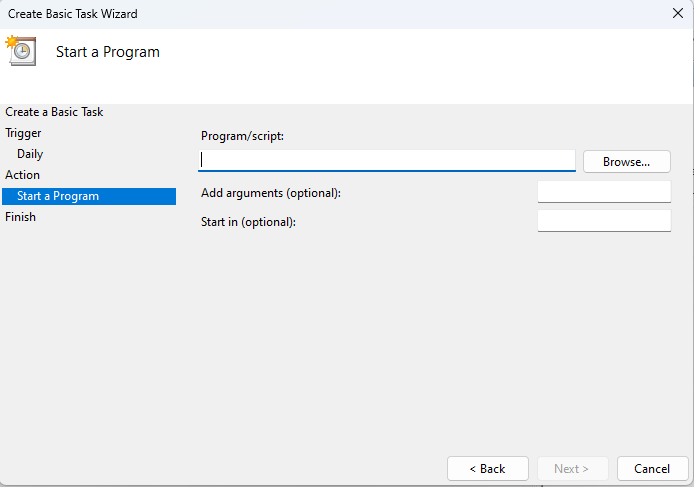 Create Basic Task Wizard
Start a Program
Create a Basic Task
Trigger
Daily
Action
Start a Program
Finish
Program/script:
Browse...
Add arguments (optional):
Start in (optional):
< Back
Next >
Cancel